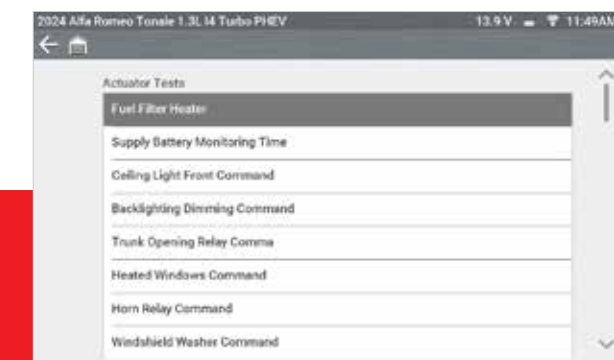 2024 Alfa Romeo Tonale 1.3L I4 Turbo PHEV 13.9 V 11:49AM
Actuator Tests
Fuel Filter Heater
Supply Battery Monitoring Time
Ceiling Light Front Command
Backlighting Dimming Command
Trunk Opening Relay Comma
Heated Windows Command
Horn Relay Command
Windshield Washer Command